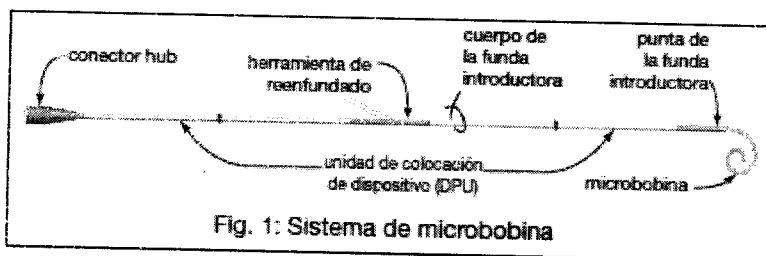 conector hub
herramienta de
reenfundado
cuerpo de
la funda
introductora
punta de
la funda
introductora
unidad de colocación
de dispositivo (DPU)
microbobina
Fig. 1: Sistema de microbobina